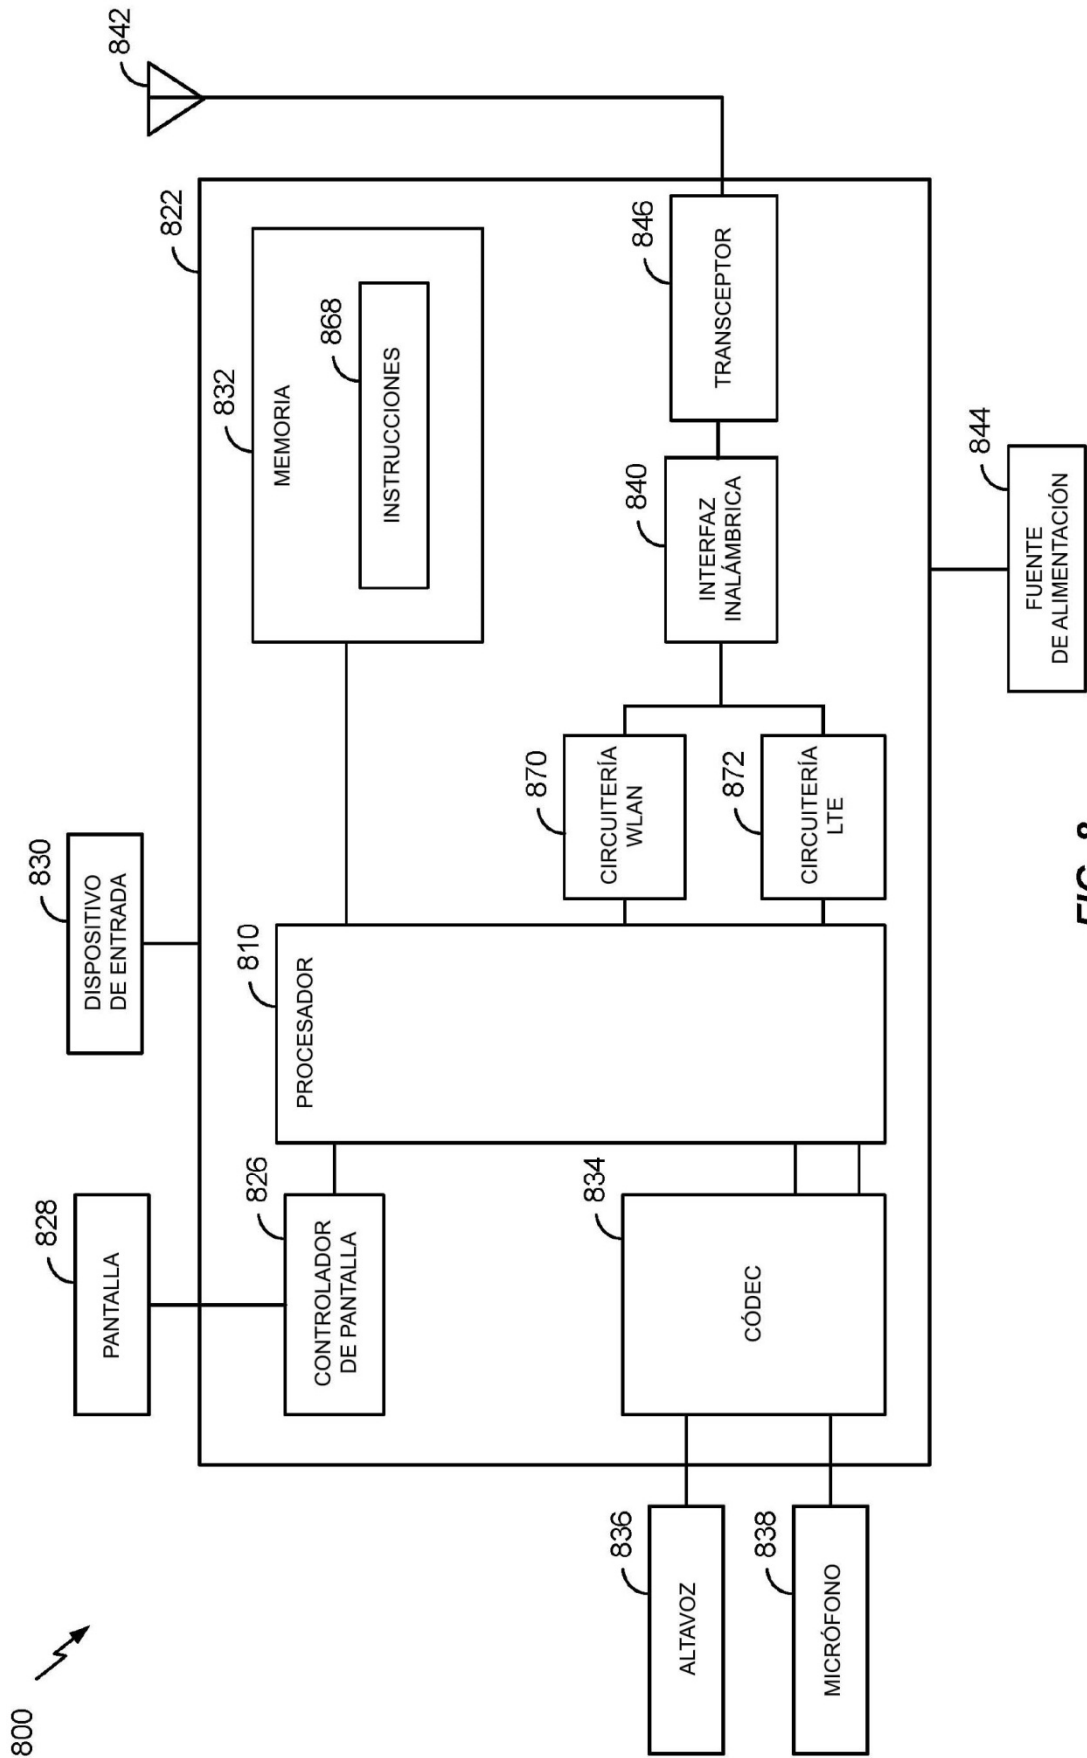 800
828
PANTALLA
830
DISPOSITIVO
DE ENTRADA
842
822
826
CONTROLADOR
DE PANTALLA
810
PROCESADOR
832
MEMORIA
868
INSTRUCCIONES
836
ALTAVOZ
838
MICRÓFONO
834
CÓDEC
870
CIRCUITERÍA
WLAN
872
CIRCUITERÍA
LTE
840
INTERFAZ
INALÁMBRICA
846
TRANSCEPTOR
844
FUENTE
DE ALIMENTACIÓN
FIG. 8